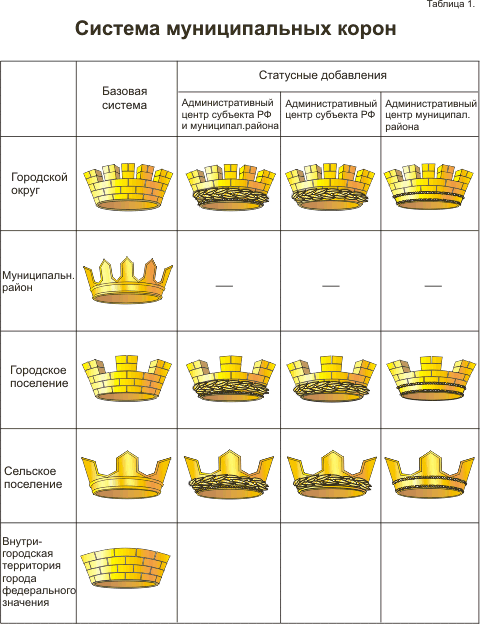 Таблица 1.
Система муниципальных корон
Базовая
система
Статусные добавления
Административный
центр субъекта РФ
и муниципал.района
Административный
центр субъекта РФ
Административный
центр муниципал.
района
Городской
округ
Муниципальн.
район
— — —
Городское
поселение
Сельское
поселение
Внутри-
городская
территория
города
федерального
значения